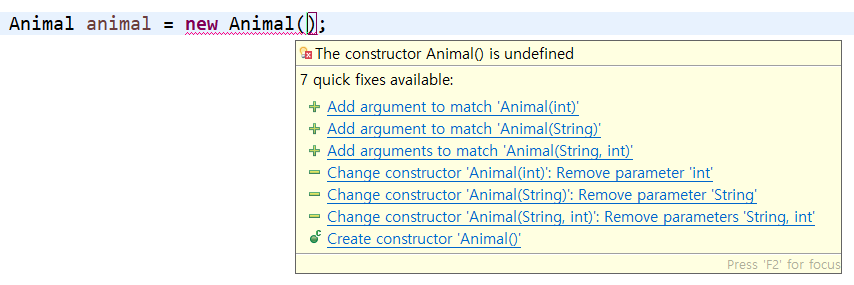 Animal animal = new Animal();
The constructor Animal() is undefined
7 quick fixes available:
Add argument to match 'Animal(int)'
Add argument to match 'Animal(String)'
Add arguments to match 'Animal(String, int)'
Change constructor 'Animal(int)': Remove parameter 'int'
Change constructor 'Animal(String)': Remove parameter 'String'
Change constructor 'Animal(String, int)': Remove parameters 'String, int'
Create constructor 'Animal()'
Press 'F2' for focus